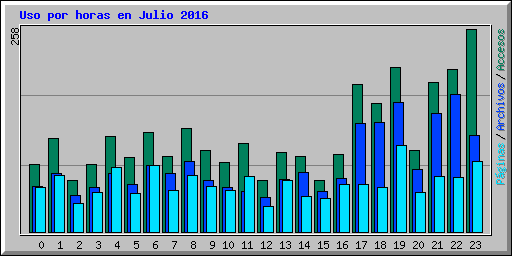 Uso por horas en Julio 2016
258
Páginas / Archivos / Accesos
0 1 2 3 4 5 6 7 8 9 10 11 12 13 14 15 16 17 18 19 20 21 22 23